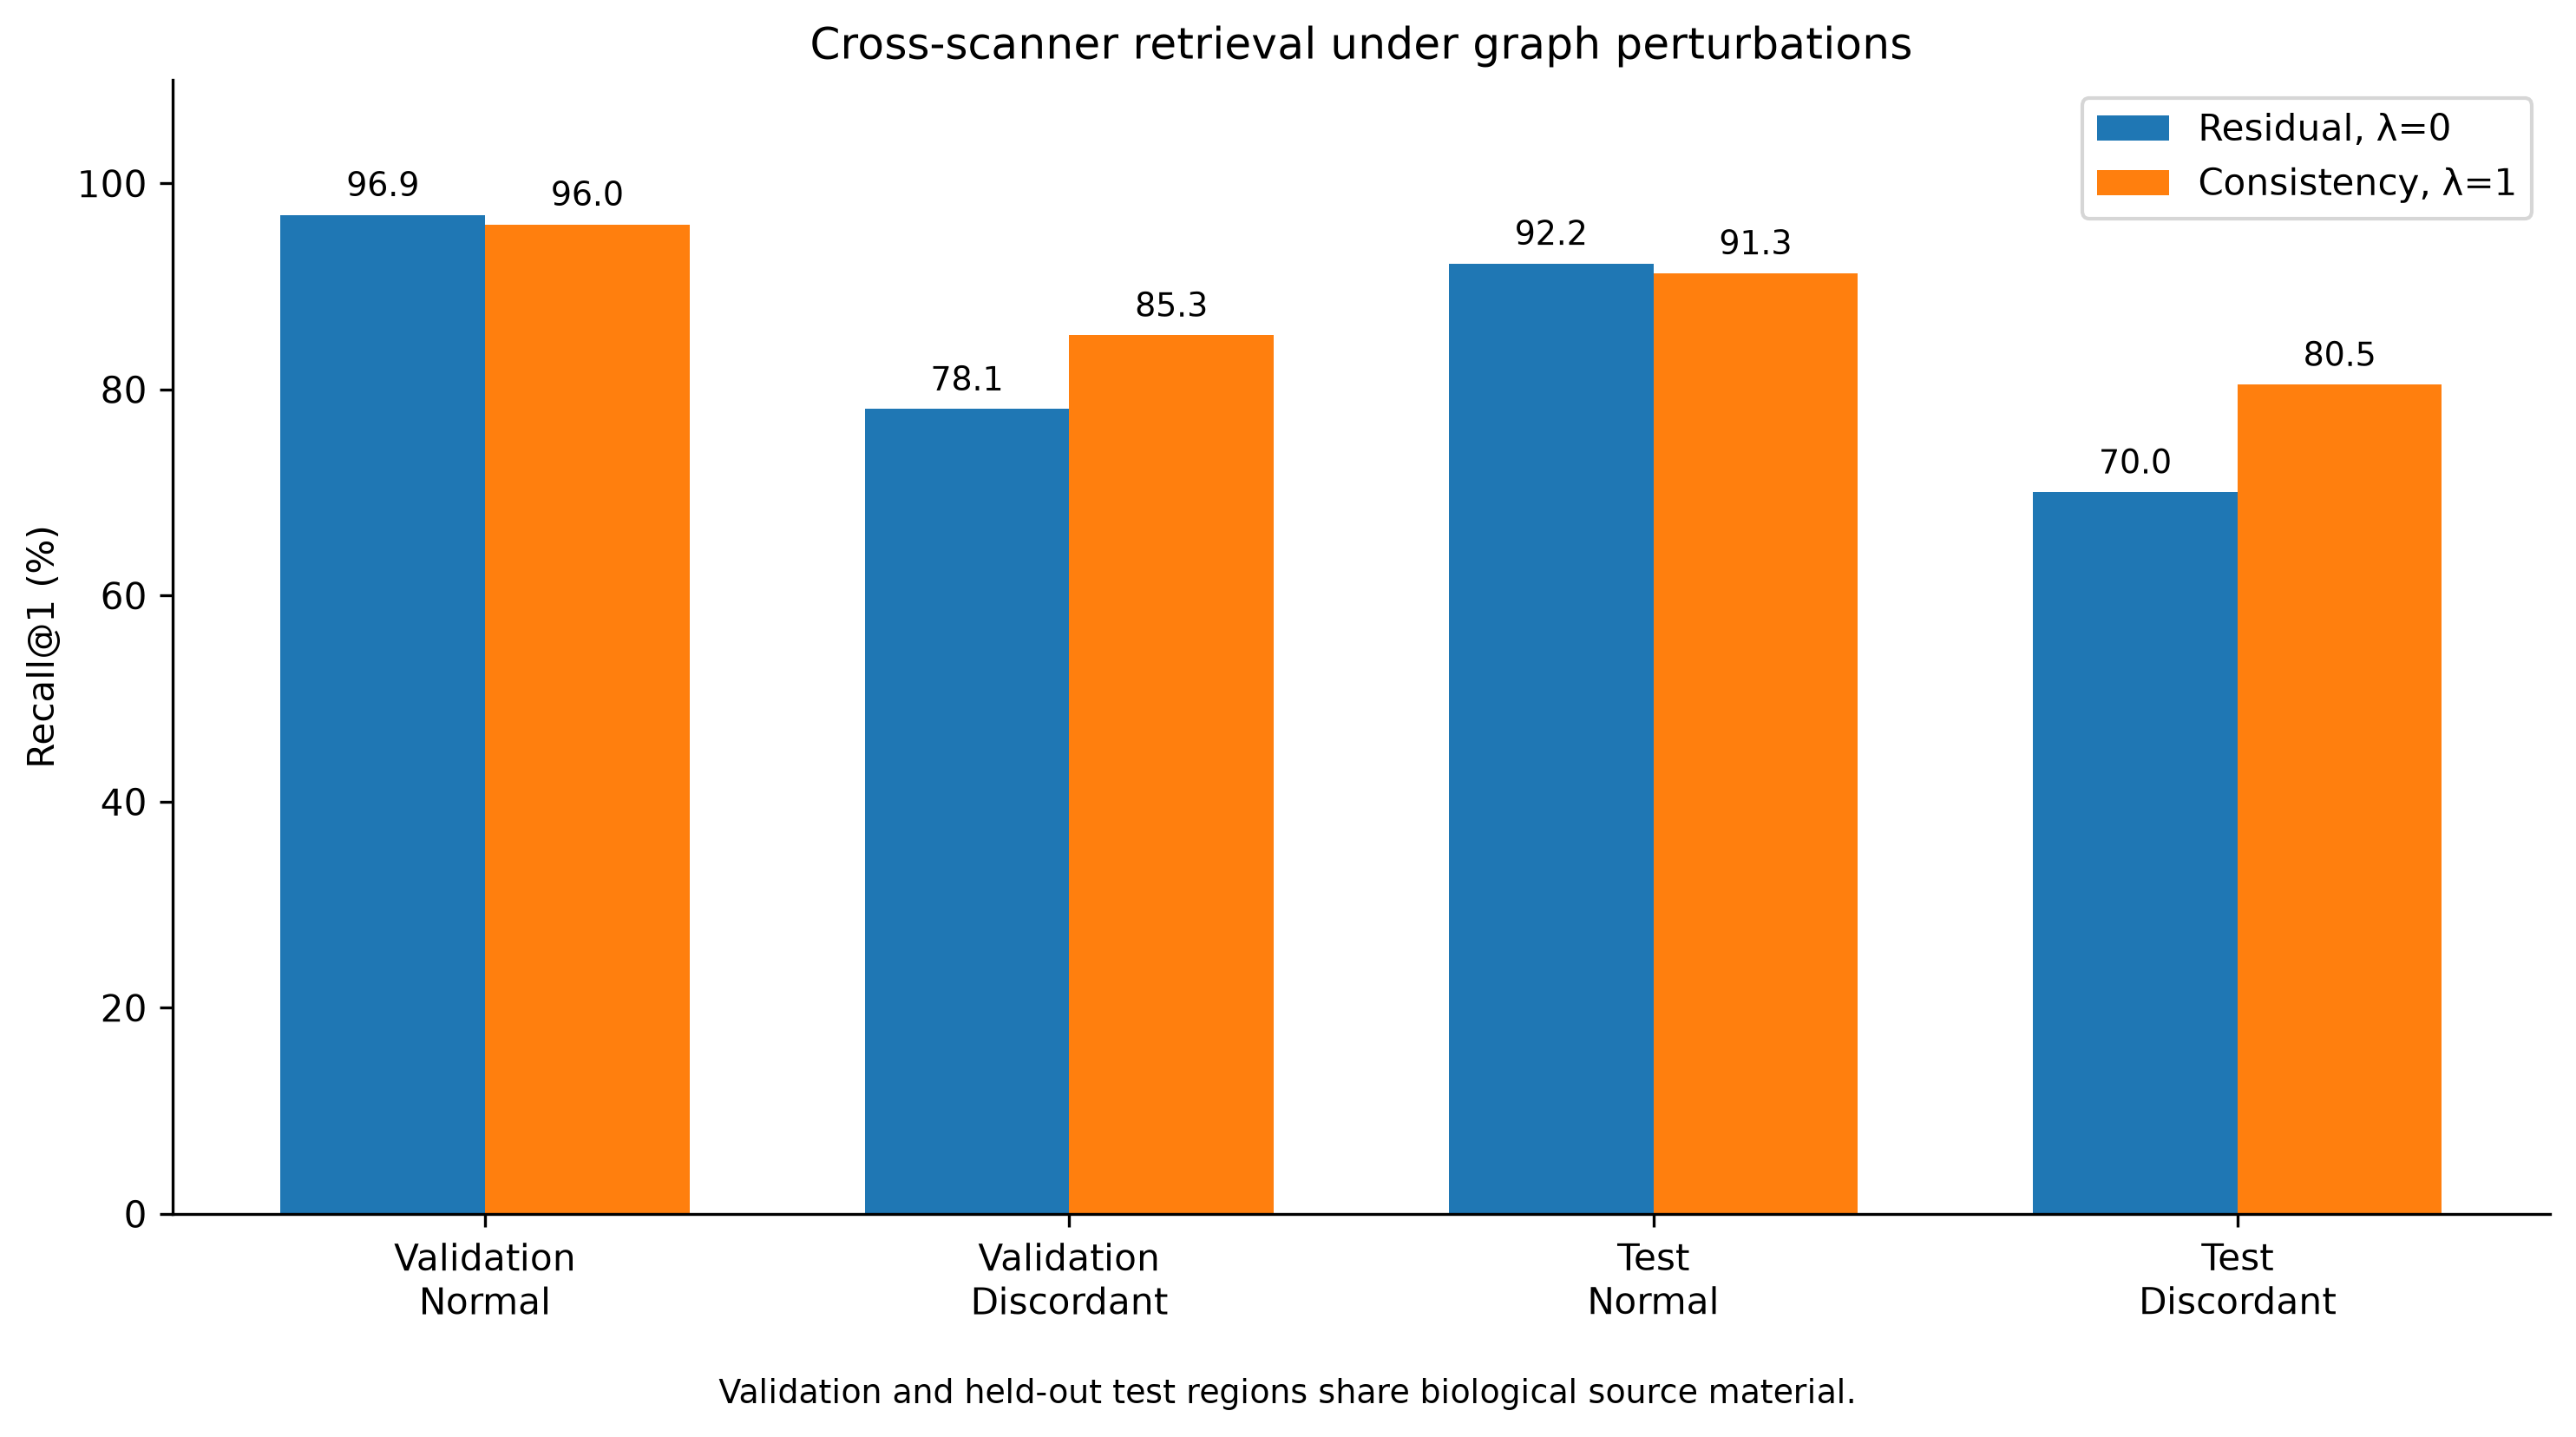 Cross-scanner retrieval under graph perturbations
Residual, λ=0
Consistency, λ=1
Recall@1 (%)
100
80
60
40
20
0
96.9
96.0
78.1
85.3
92.2
91.3
70.0
80.5
Validation
Normal
Validation
Discordant
Test
Normal
Test
Discordant
Validation and held-out test regions share biological source material.